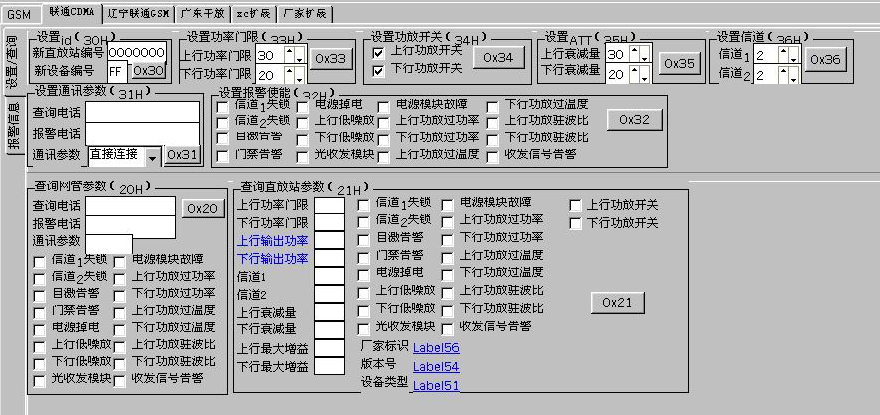 GSM 联通CDMA 辽宁联通GSM 广东干放 zc扩展 厂家扩展
设置/查询
报警信息
设置id(30H) 设置功率门限(33H) 设置功放开关(34H) 设置ATT(35H) 设置信道(36H)
新直放站编号 0000000 上行功率门限 30 上行功放开关 上行衰减量 30 信道1 2
0x33 0x34 0x35 0x36
新设备编号 FF 0x30 下行功率门限 20 下行功放开关 下行衰减量 20 信道2 2
设置通讯参数(31H) 设置报警使能(32H)
查询电话 信道1失锁 电源掉电 电源模块故障 下行功放过温度
信道2失锁 上行低噪放 上行功放过功率 上行功放驻波比 0x32
报警电话 自激告警 下行低噪放 下行功放过功率 下行功放驻波比
通讯参数 直接连接 0x31 门禁告警 光收发模块 上行功放过温度 收发信号告警
查询网管参数(20H) 查询直放站参数(21H)
查询电话 0x20 上行功率门限 信道1失锁 电源模块故障 上行功放开关
报警电话 下行功率门限 信道2失锁 上行功放过功率 下行功放开关
通讯参数 上行输出功率 自激告警 下行功放过功率
信道1失锁 电源模块故障 下行输出功率 门禁告警 上行功放过温度
信道2失锁 上行功放过功率 信道1 电源掉电 下行功放过温度
自激告警 下行功放过功率 信道2 上行低噪放 上行功放驻波比 0x21
门禁告警 上行功放过温度 上行衰减量 下行低噪放 下行功放驻波比
电源掉电 下行功放过温度 下行衰减量 光收发模块 收发信号告警
上行低噪放 上行功放驻波比 上行最大增益 厂家标识 Label56
下行低噪放 下行功放驻波比 下行最大增益 版本号 Label54
光收发模块 收发信号告警 设备类型 Label51